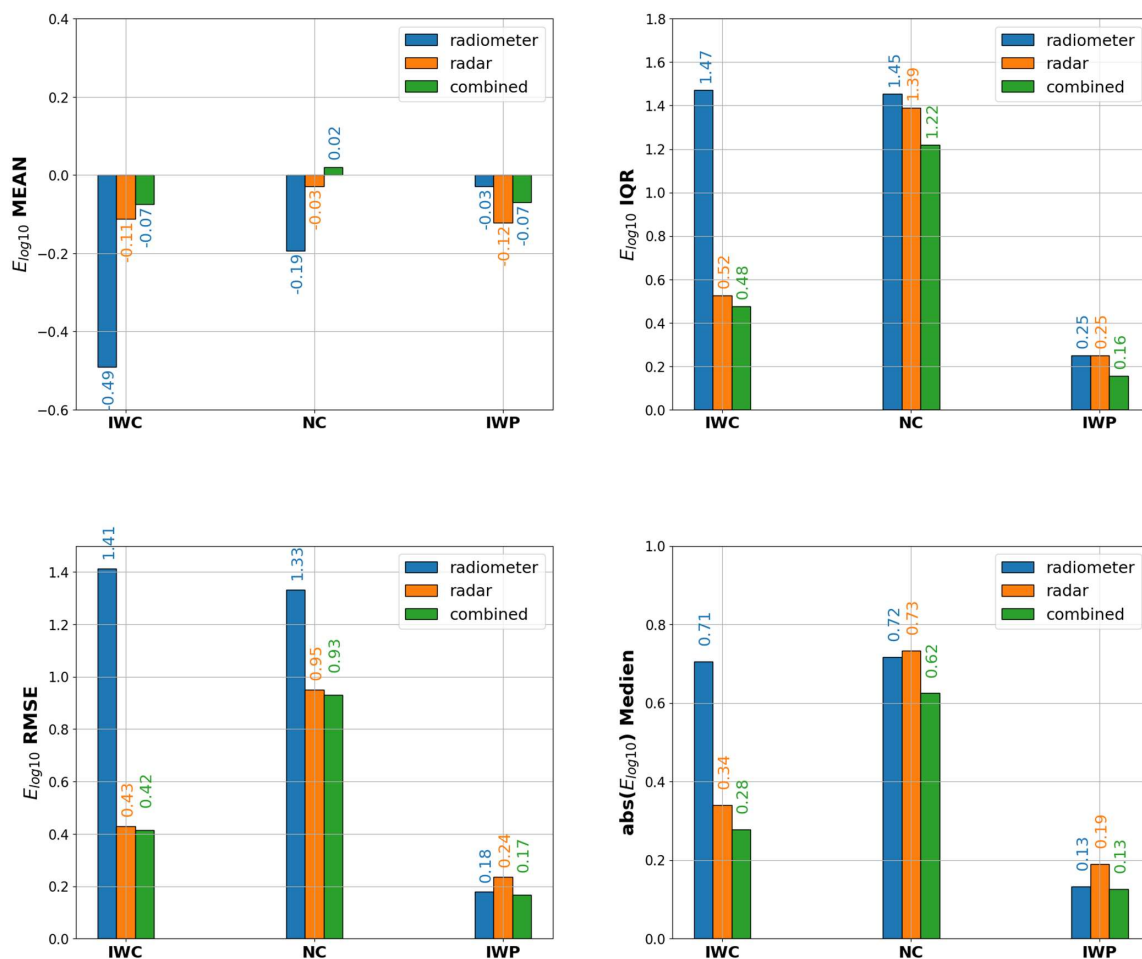 0.4
0.2
0.0
−0.2
−0.4
−0.6
E_{log10} MEAN
radiometer
radar
combined
-0.49
-0.11
-0.07
-0.19
-0.03
0.02
-0.03
-0.12
-0.07
IWC
NC
IWP
1.8
1.6
1.4
1.2
1.0
0.8
0.6
0.4
0.2
0.0
E_{log10} IQR
radiometer
radar
combined
1.47
0.52
0.48
1.45
1.39
1.22
0.25
0.25
0.16
IWC
NC
IWP
1.4
1.2
1.0
0.8
0.6
0.4
0.2
0.0
E_{log10} RMSE
radiometer
radar
combined
1.41
0.43
0.42
1.33
0.95
0.93
0.18
0.24
0.17
IWC
NC
IWP
1.0
0.8
0.6
0.4
0.2
0.0
abs(E_{log10}) Medien
radiometer
radar
combined
0.71
0.34
0.28
0.72
0.73
0.62
0.13
0.19
0.13
IWC
NC
IWP